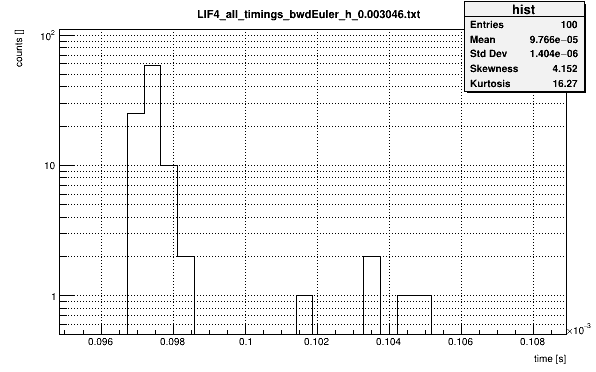 LIF4_all_timings_bwdEuler_h_0.003046.txt
hist
Entries 100
Mean 9.766e−05
Std Dev 1.404e−06
Skewness 4.152
Kurtosis 16.27
counts []
10²
10
1
0.096 0.098 0.1 0.102 0.104 0.106 0.108
×10⁻³
time [s]